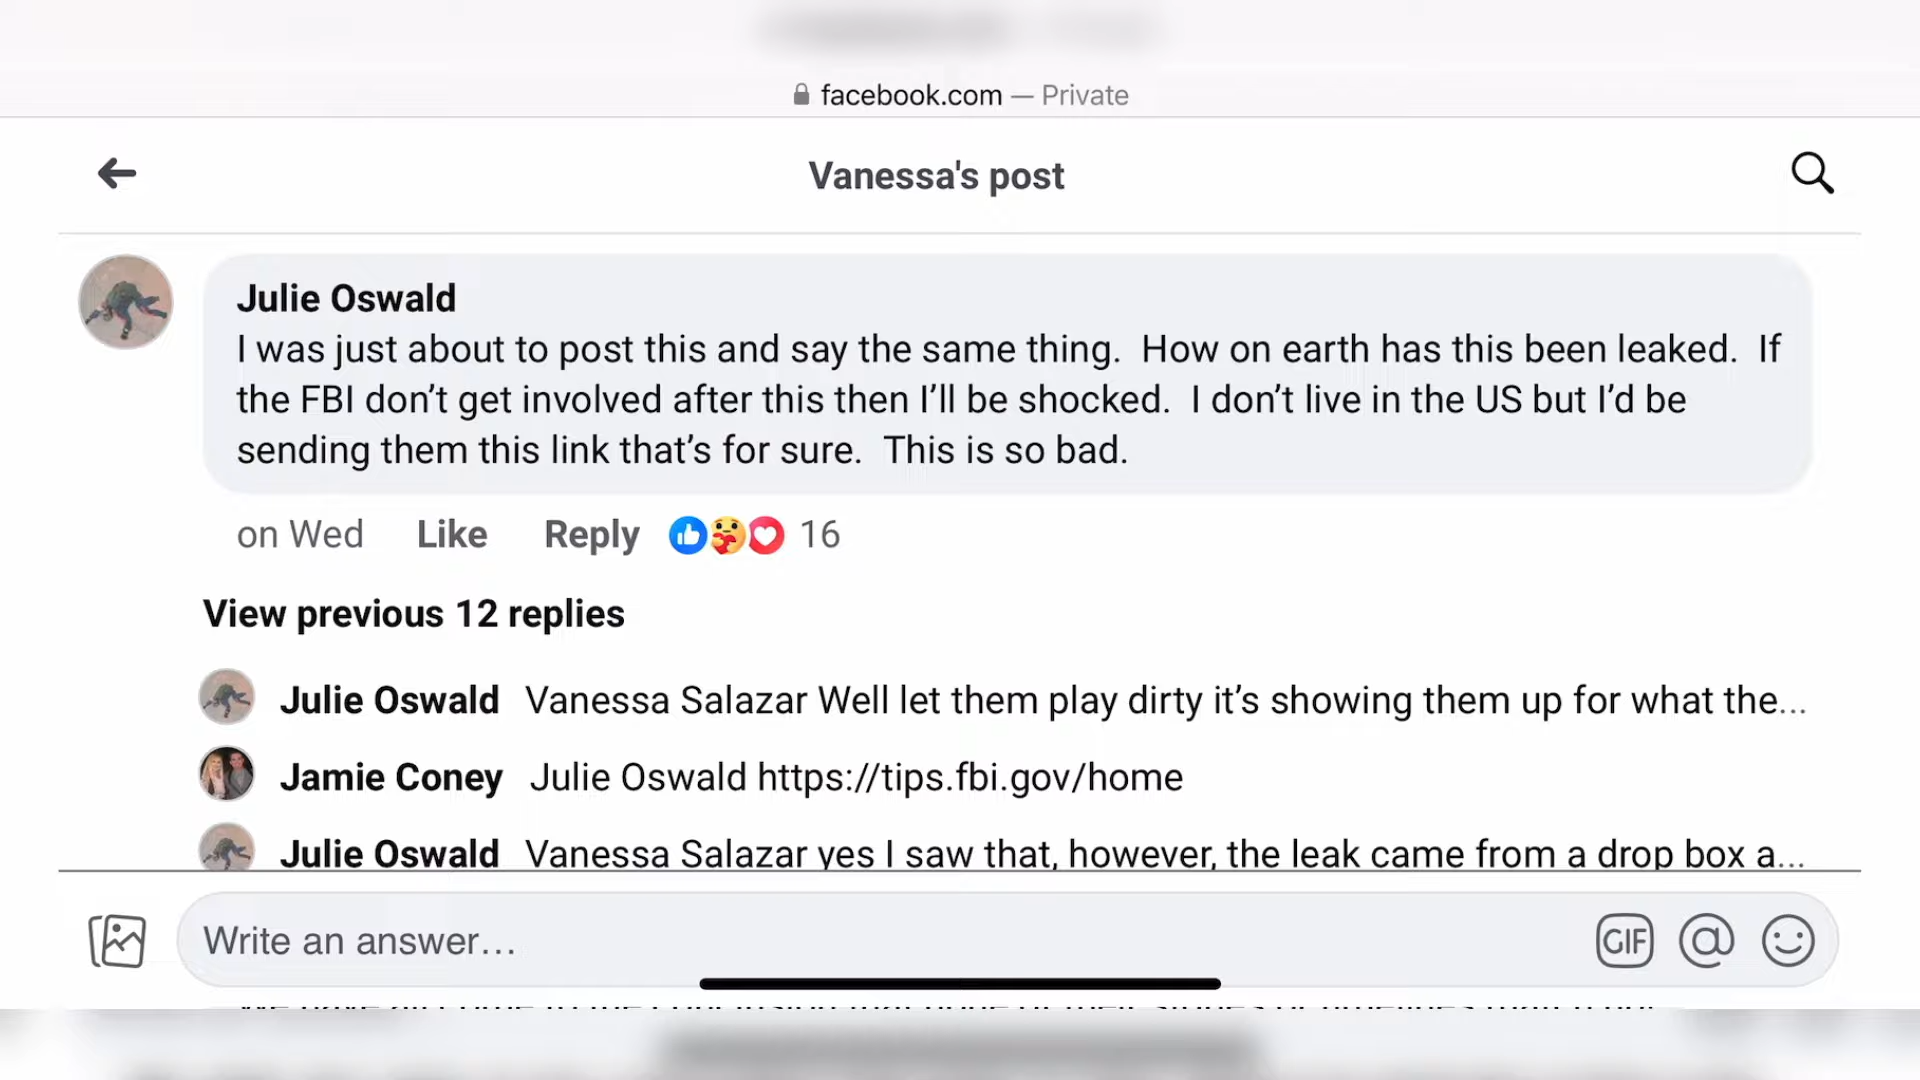 facebook.com — Private
Vanessa's post
Julie Oswald
I was just about to post this and say the same thing.  How on earth has this been leaked.  If
the FBI don’t get involved after this then I’ll be shocked.  I don’t live in the US but I’d be
sending them this link that’s for sure.  This is so bad.
on Wed Like Reply 16
View previous 12 replies
Julie Oswald Vanessa Salazar Well let them play dirty it’s showing them up for what the...
Jamie Coney Julie Oswald https://tips.fbi.gov/home
Julie Oswald Vanessa Salazar yes I saw that, however, the leak came from a drop box a...
Write an answer...
GIF @